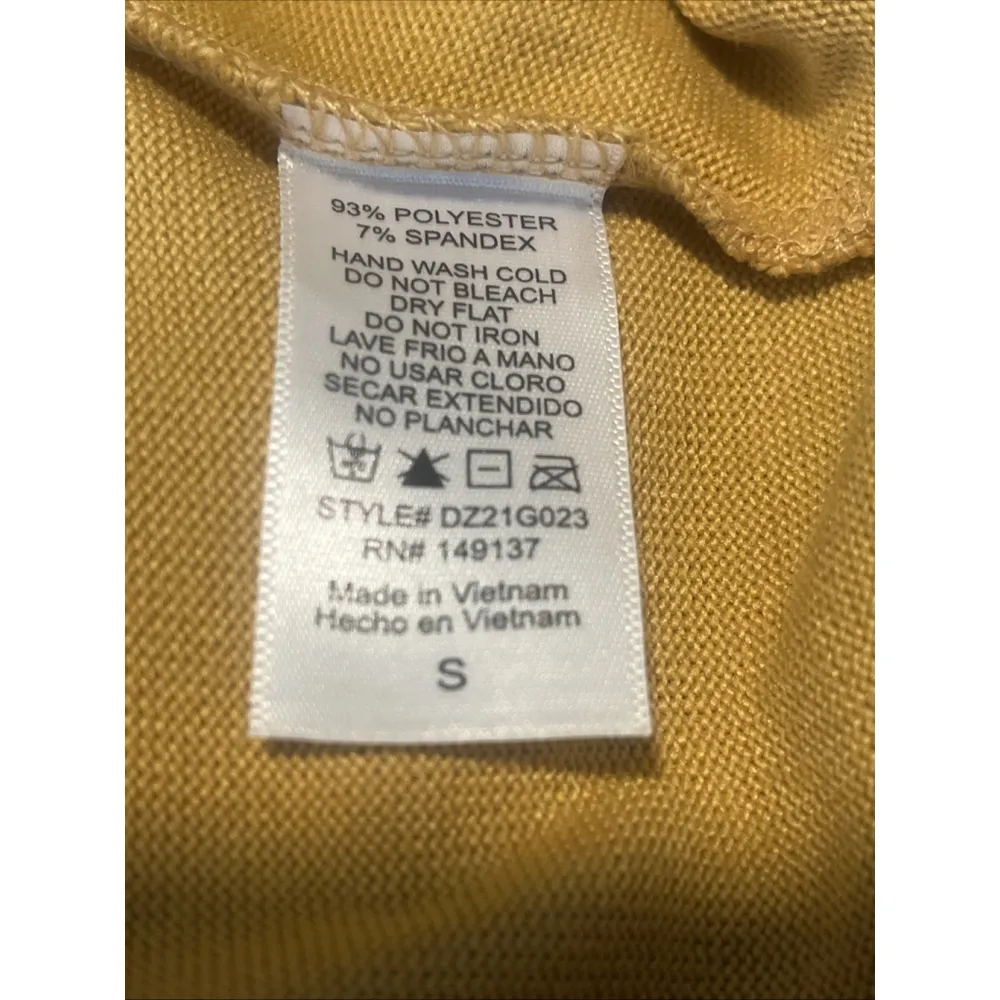 93% POLYESTER
7% SPANDEX
HAND WASH COLD
DO NOT BLEACH
DRY FLAT
DO NOT IRON
LAVE FRIO A MANO
NO USAR CLORO
SECAR EXTENDIDO
NO PLANCHAR
STYLE# DZ21G023
RN# 149137
Made in Vietnam
Hecho en Vietnam
S